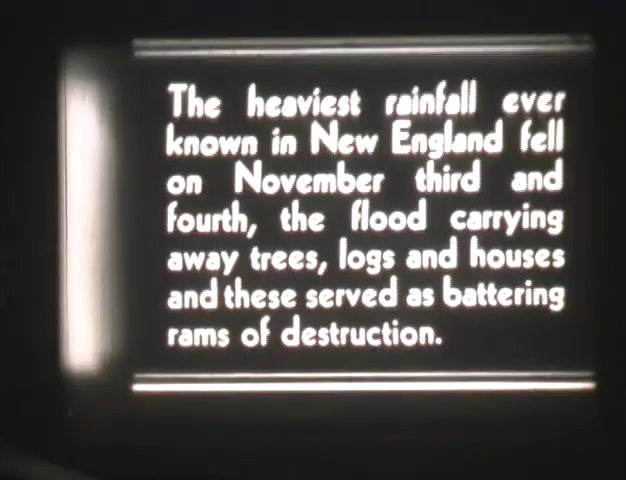 The heaviest rainfall ever
known in New England fell
on November third and
fourth, the flood carrying
away trees, logs and houses
and these served as battering
rams of destruction.